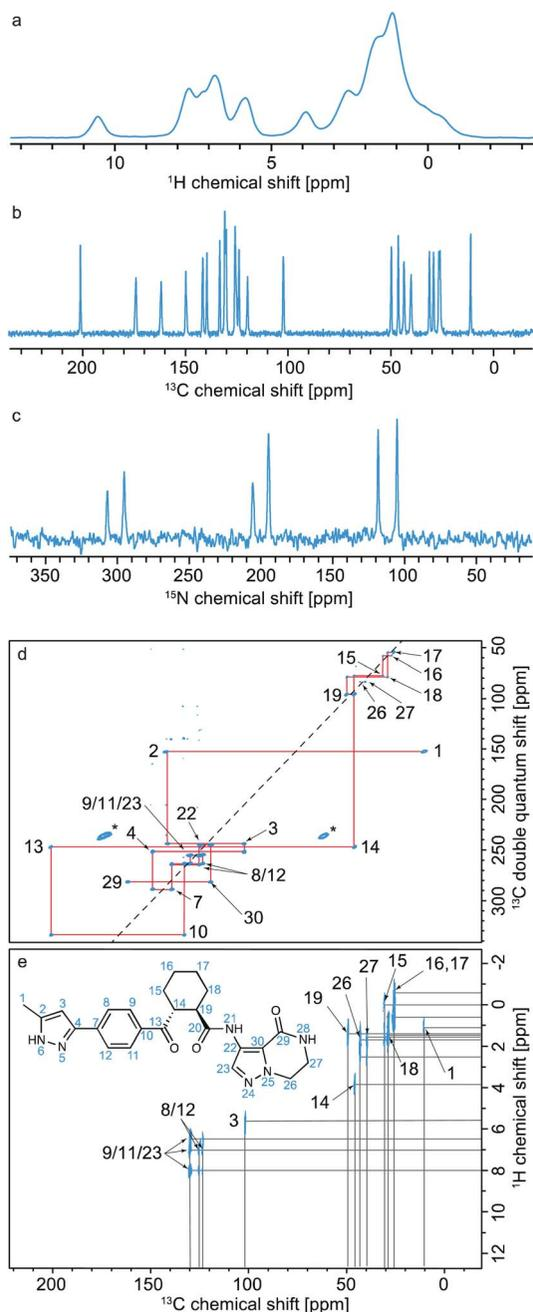 a
10 5 0
¹H chemical shift [ppm]
b
200 150 100 50 0
¹³C chemical shift [ppm]
c
350 300 250 200 150 100 50
¹⁵N chemical shift [ppm]
d
50
17
15
16
18
19
26 27
100
2
1
150
9/11/23
22
200
4
3
*
*
13
14
250
8/12
29
7
30
300
10
¹³C double quantum shift [ppm]
e
-2
16 17
15
16,17
27
26
15 18
0
19
1 3 8 9 14 19 21
2 4 7 13 20 HN O 28
NH
2
HN N 10 O O 22 30 29 NH
6 5 12 11 23 27
18
1
N N 25
24 26
14
4
8/12
3
6
9/11/23
8
10
12
¹H chemical shift [ppm]
200 150 100 50 0
¹³C chemical shift [ppm]